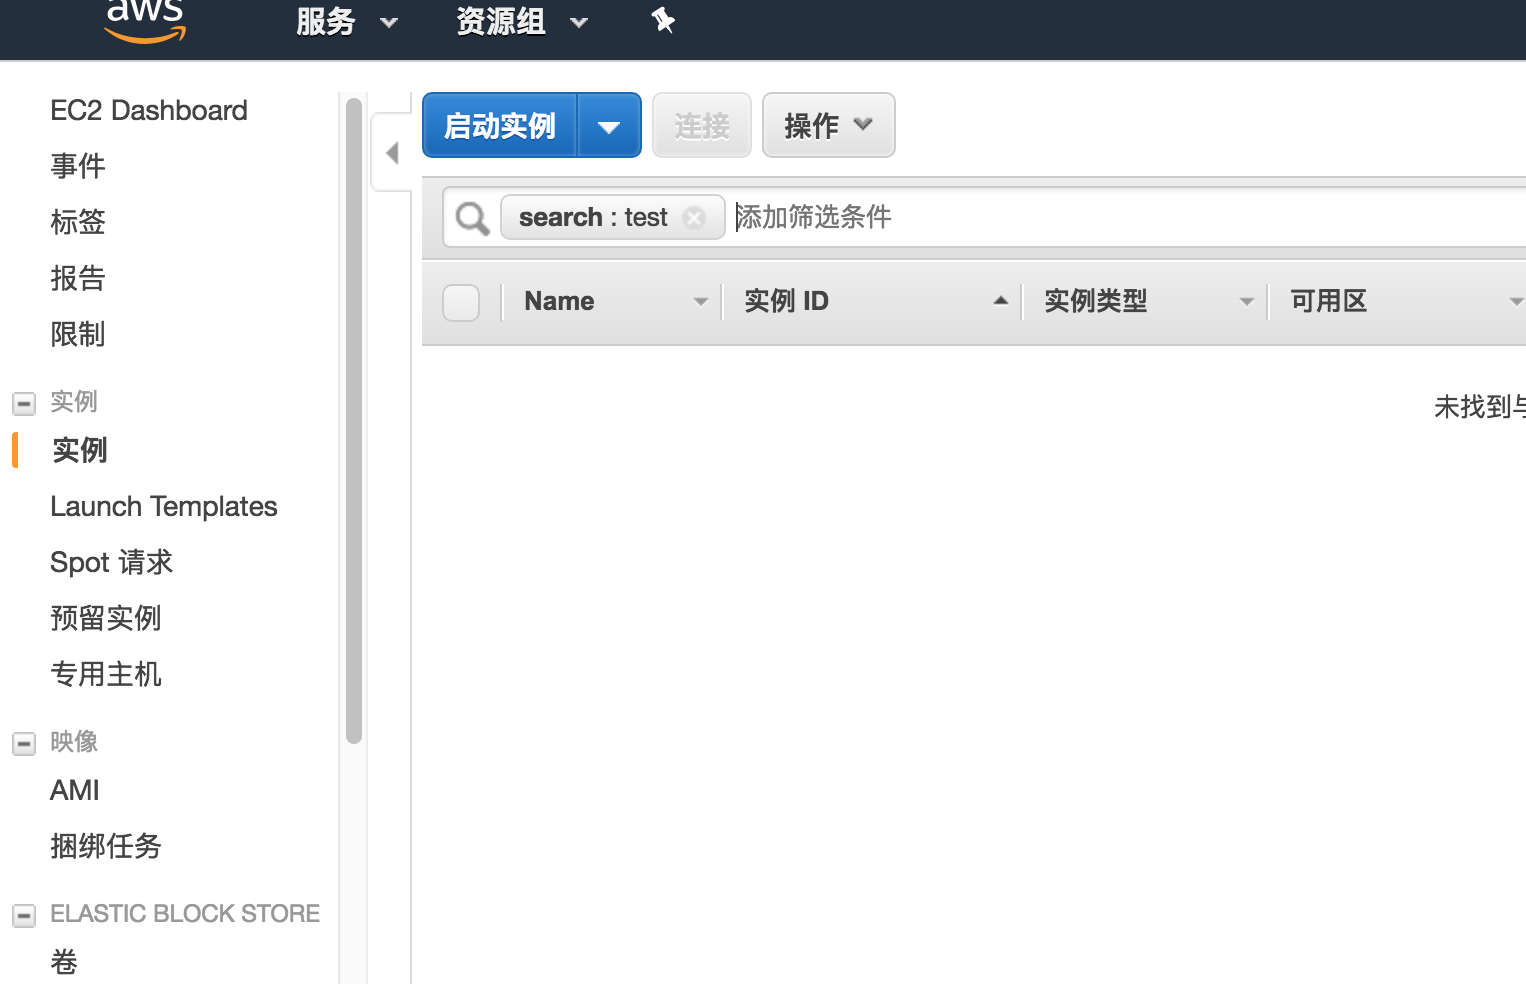 aws 服务 资源组
EC2 Dashboard
事件
标签
报告
限制
实例
实例
Launch Templates
Spot 请求
预留实例
专用主机
映像
AMI
捆绑任务
ELASTIC BLOCK STORE
卷
启动实例 连接 操作
search : test 添加筛选条件
Name 实例 ID 实例类型 可用区
未找到与